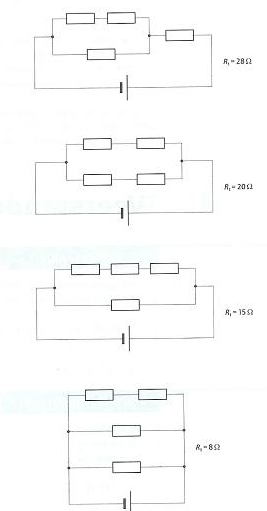 Rₜ = 28 Ω
Rₜ = 20 Ω
Rₜ = 15 Ω
Rₜ = 8 Ω